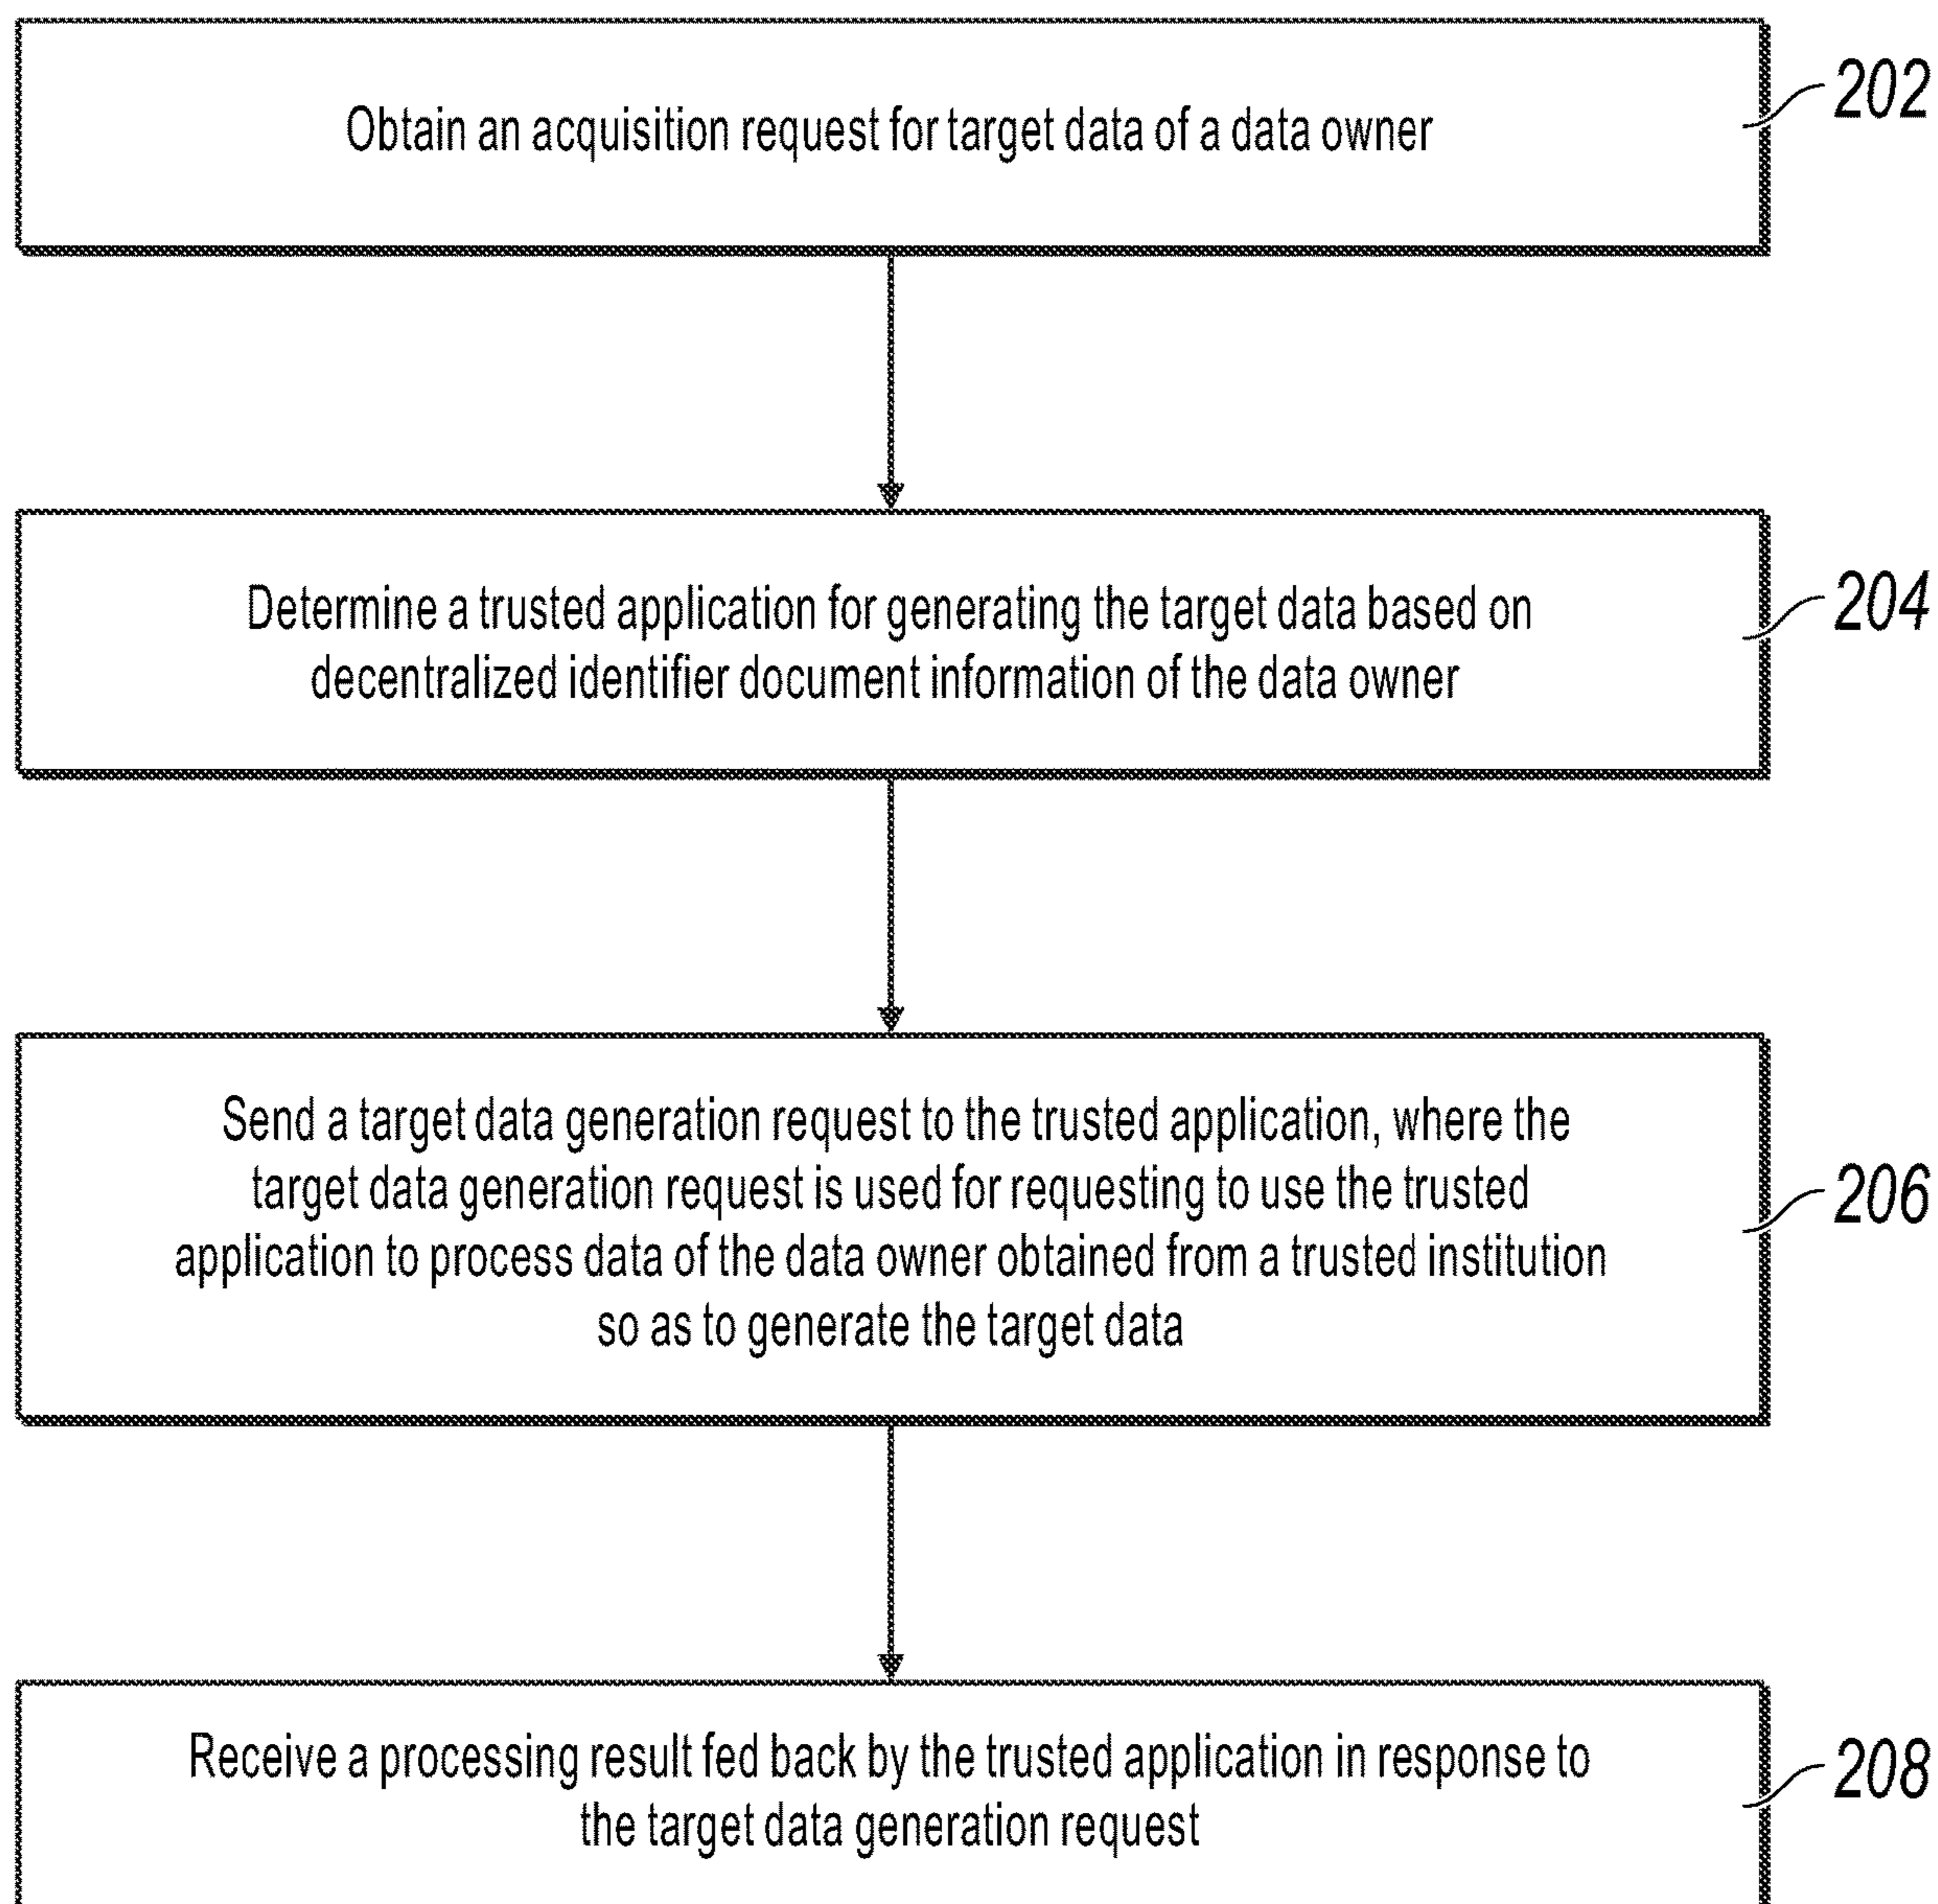 Obtain an acquisition request for target data of a data owner
202
Determine a trusted application for generating the target data based on
decentralized identifier document information of the data owner
204
Send a target data generation request to the trusted application, where the
target data generation request is used for requesting to use the trusted
application to process data of the data owner obtained from a trusted institution
so as to generate the target data
206
Receive a processing result fed back by the trusted application in response to
the target data generation request
208